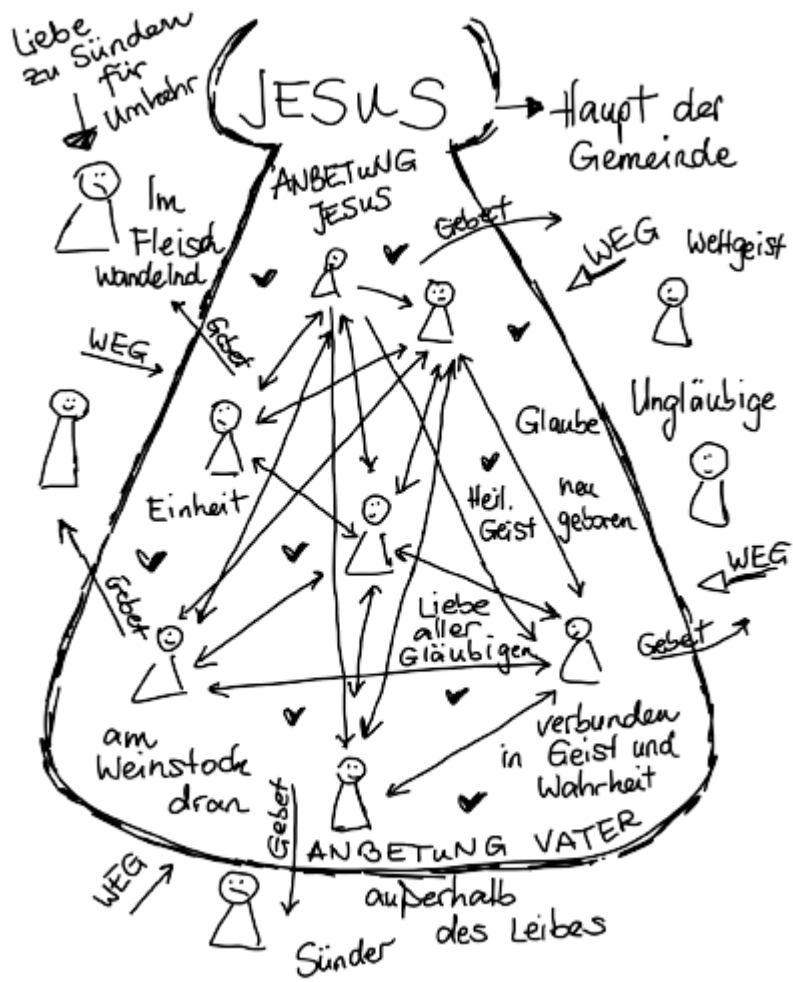 Liebe
zu Sündern
für
Umkehr
JESUS
Haupt der
Gemeinde
ANBETUNG
JESUS
Im
Fleisch
wandelnd
Gebet
WEG
Weltgeist
Gebet
WEG
Ungläubige
Glaube
Einheit
Heil.
Geist
neu
geboren
WEG
Gebet
Liebe
aller
Gläubigen
Gebet
am
Weinstock
dran
verbunden
in Geist und
Wahrheit
Gebet
ANBETUNG VATER
WEG
außerhalb
des Leibes
Sünder